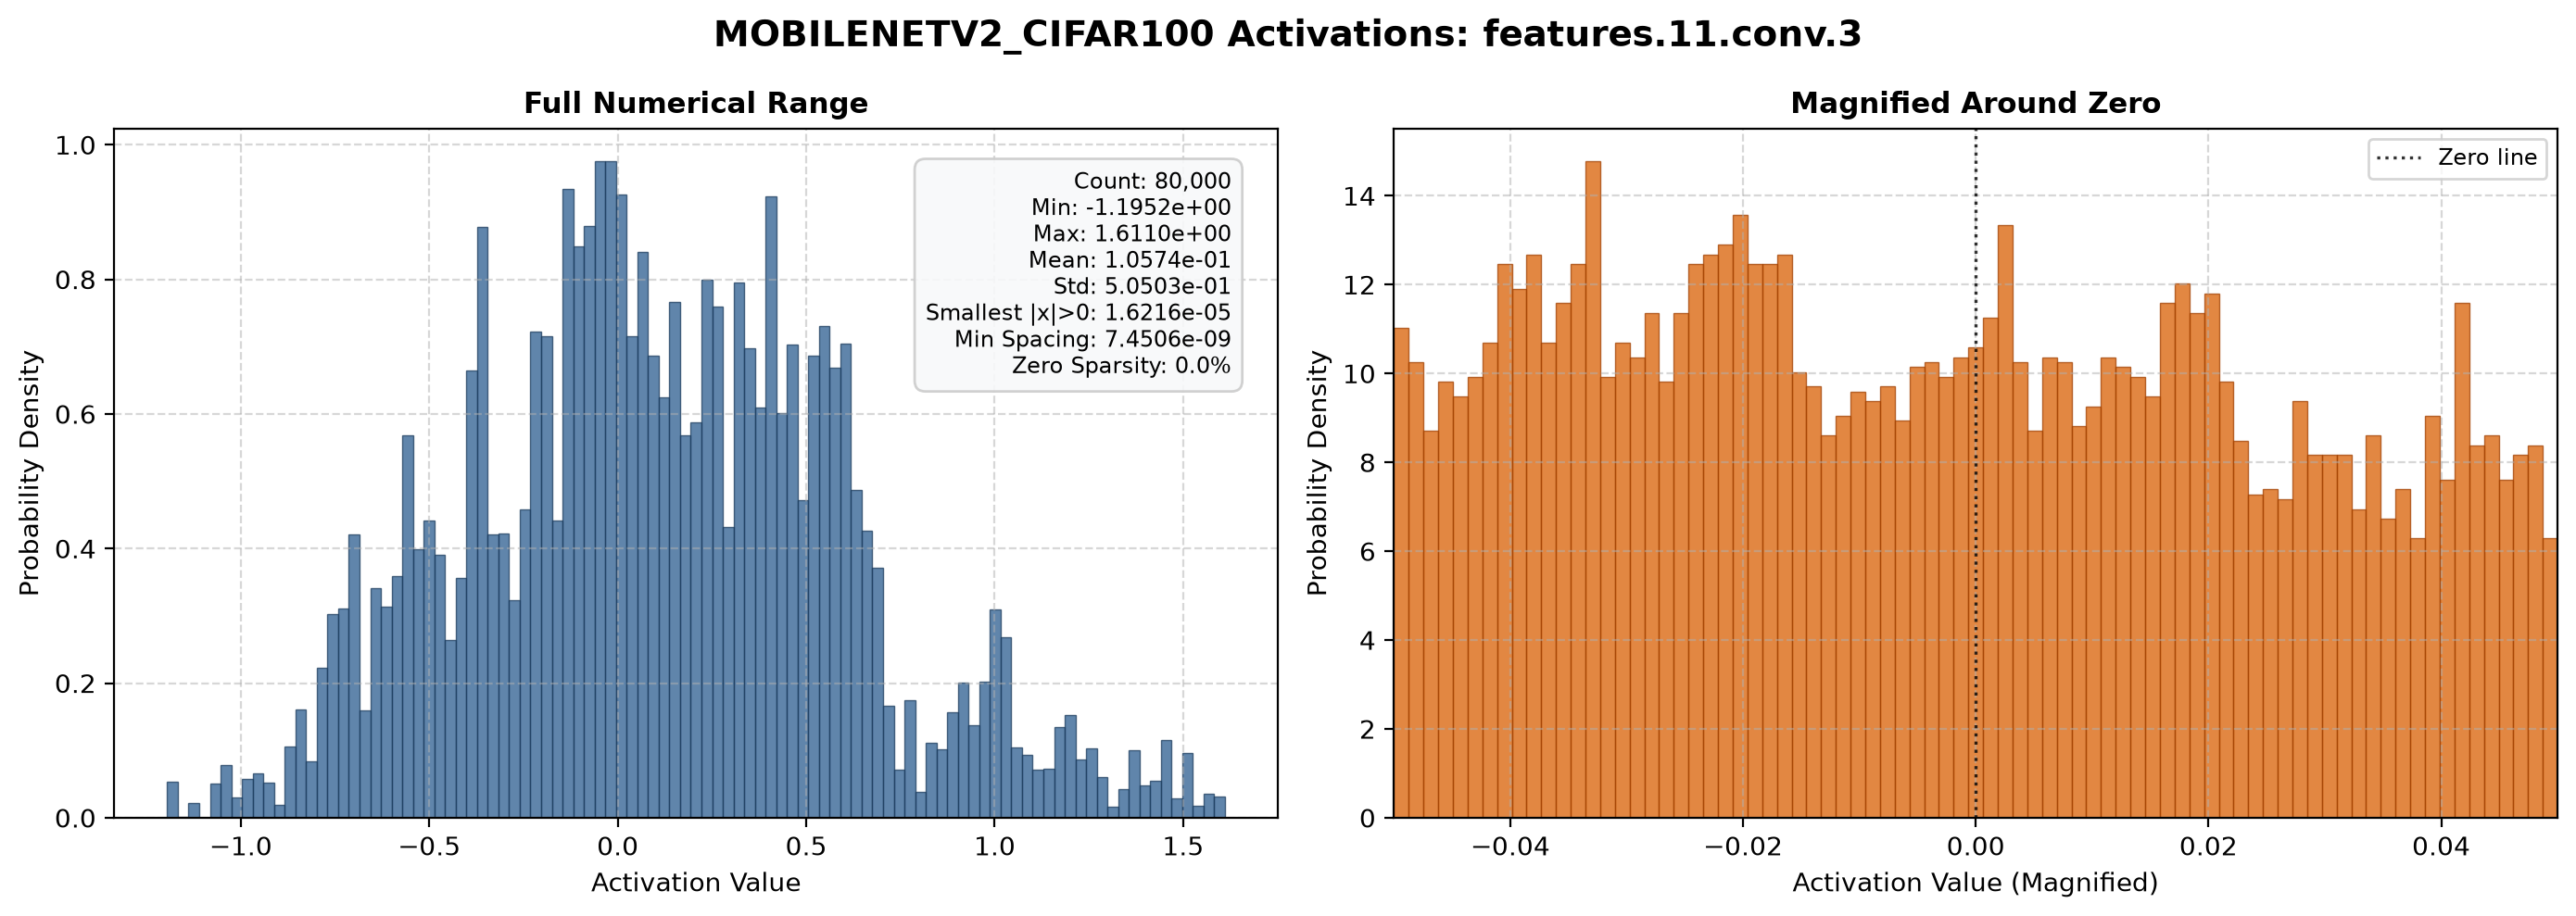 MOBILENETV2_CIFAR100 Activations: features.11.conv.3
Full Numerical Range
1.0
0.8
0.6
0.4
0.2
0.0
Probability Density
Count: 80,000
Min: -1.1952e+00
Max: 1.6110e+00
Mean: 1.0574e-01
Std: 5.0503e-01
Smallest |x|>0: 1.6216e-05
Min Spacing: 7.4506e-09
Zero Sparsity: 0.0%
−1.0 −0.5 0.0 0.5 1.0 1.5
Activation Value
Magnified Around Zero
14
12
10
8
6
4
2
0
Probability Density
Zero line
−0.04 −0.02 0.00 0.02 0.04
Activation Value (Magnified)